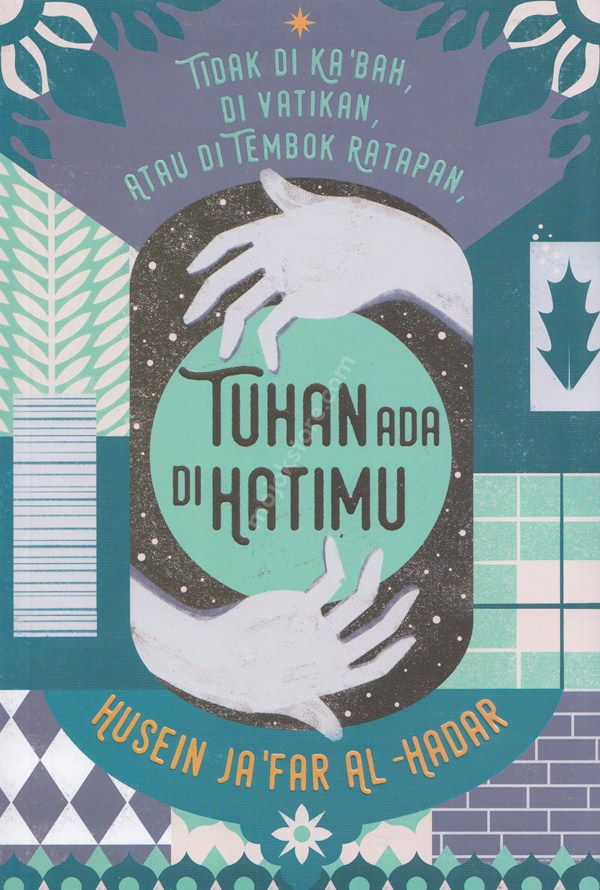 TIDAK DI KA'BAH,
DI VATIKAN,
ATAU DI TEMBOK RATAPAN,
TUHAN ADA
DI HATIMU
HUSEIN JA'FAR AL-HADAR